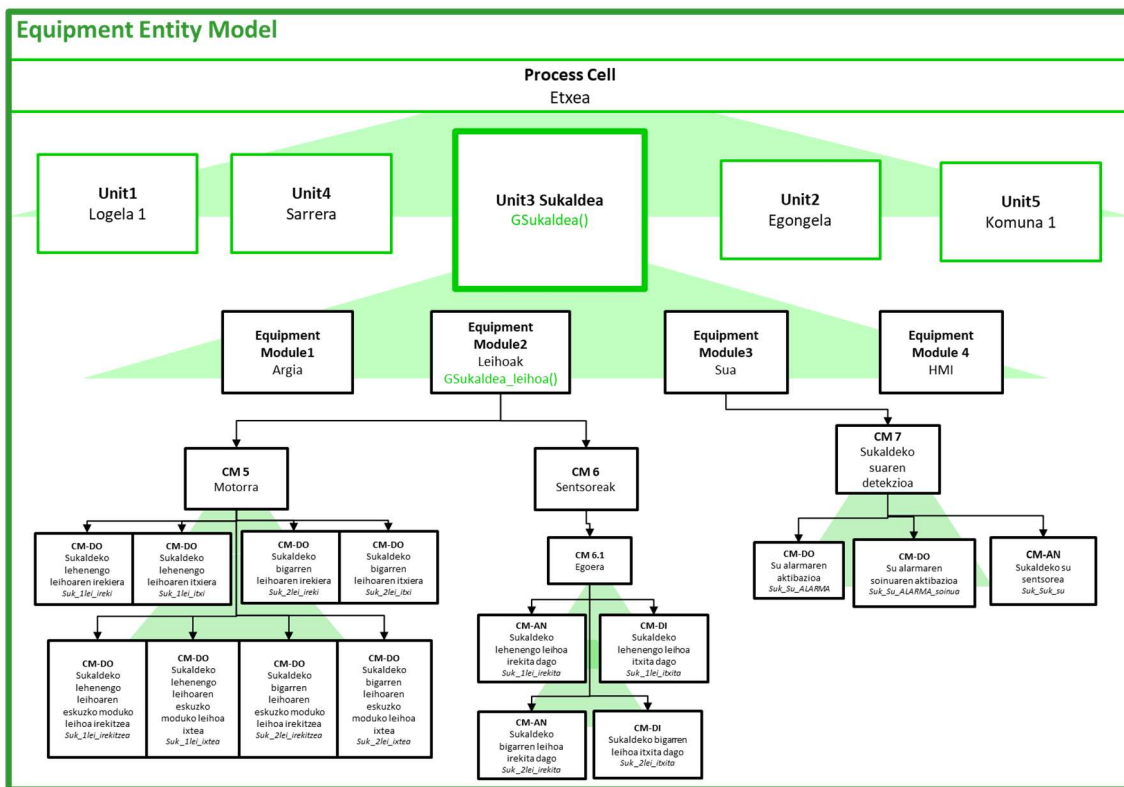 Equipment Entity Model
Process Cell
Etxea
Unit1
Logela 1
Unit4
Sarrera
Unit3 Sukaldea
GSukaldea()
Unit2
Egongela
Unit5
Komuna 1
Equipment
Module1
Argia
Equipment
Module2
Leihoak
GSukaldea_leihoa()
Equipment
Module3
Sua
Equipment
Module 4
HMI
CM 5
Motorra
CM 6
Sentsoreak
CM 7
Sukaldeko
suaren
detekzioa
CM-DO
Sukaldeko
lehenengo
leihoaren irekiera
Suk_1lei_ireki
CM-DO
Sukaldeko
lehenengo
leihoaren itxiera
Suk_1lei_itxi
CM-DO
Sukaldeko
bigarren
leihoaren irekiera
Suk_2lei_ireki
CM-DO
Sukaldeko
bigarren
leihoaren itxiera
Suk_2lei_itxi
CM 6.1
Egoera
CM-DO
Su alarmaren
aktibazioa
Suk_Su_ALARMA
CM-DO
Su alarmaren
soinuaren aktibazioa
Suk_Su_ALARMA_soinua
CM-AN
Sukaldeko su
sentsorea
Suk_Suk_su
CM-DO
Sukaldeko
lehenengo
leihoaren
eskuzko moduko
leihoa irekitzea
Suk_1lei_irekitzea
CM-DO
Sukaldeko
lehenengo
leihoaren
eskuzko
moduko leihoa
ixtea
Suk_1lei_ixtea
CM-DO
Sukaldeko
bigarren
leihoaren
eskuzko moduko
leihoa irekitzea
Suk_2lei_irekitzea
CM-DO
Sukaldeko
bigarren
leihoaren
eskuzko
moduko leihoa
ixtea
Suk_2lei_ixtea
CM-AN
Sukaldeko
lehenengo leihoa
irekita dago
Suk_1lei_irekita
CM-DI
Sukaldeko
lehenengo leihoa
itxita dago
Suk_1lei_itxita
CM-AN
Sukaldeko
bigarren leihoa
irekita dago
Suk_2lei_irekita
CM-DI
Sukaldeko bigarren
leihoa itxita dago
Suk_2lei_itxita